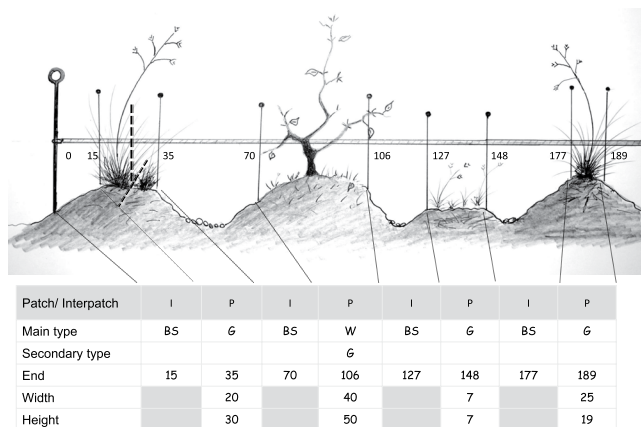 0 15 35 70 106 127 148 177 189
Patch/ Interpatch I P I P I P I P
Main type BS G BS W BS G BS G
Secondary type G
End 15 35 70 106 127 148 177 189
Width 20 40 7 25
Height 30 50 7 19